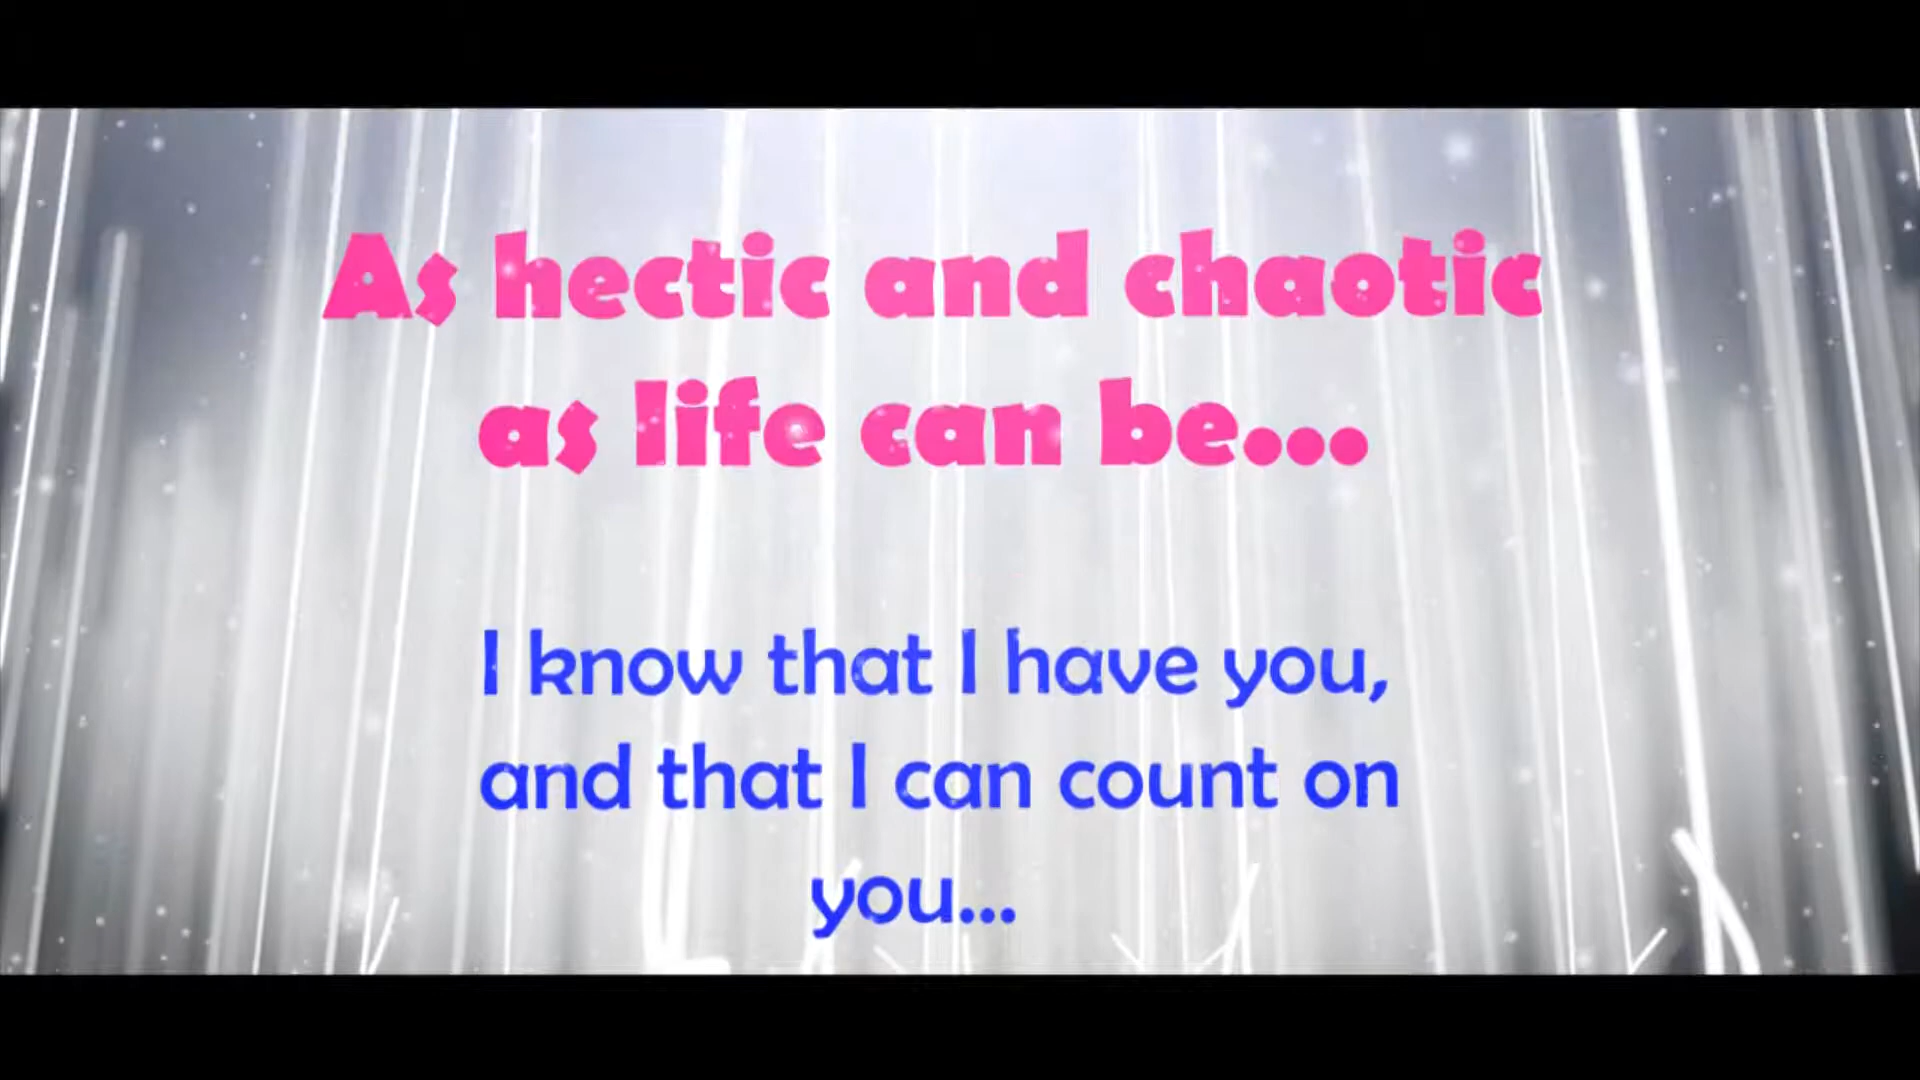 As hectic and chaotic
as life can be...
I know that I have you,
and that I can count on
you...